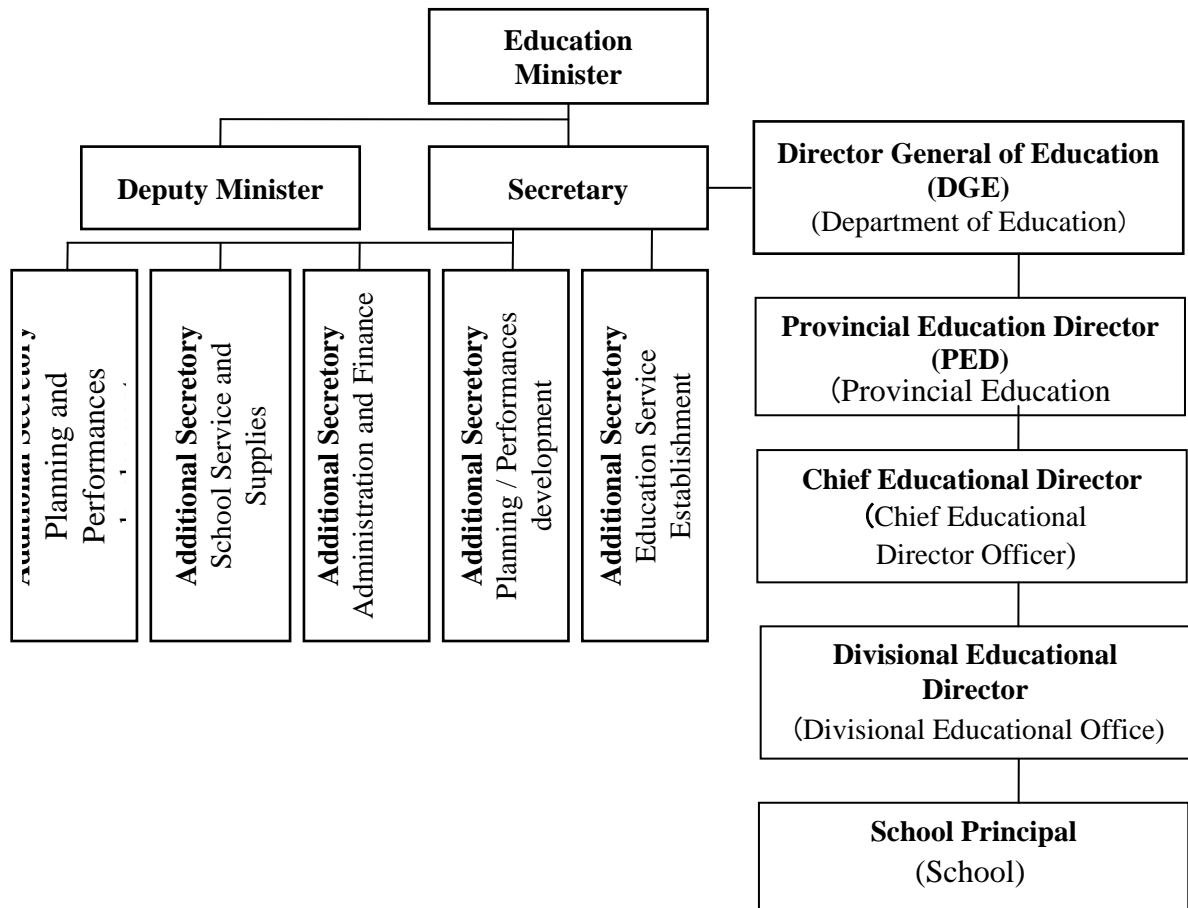 Education
Minister
Deputy Minister
Secretary
Director General of Education
(DGE)
(Department of Education)
Additional Secretory
Planning and
Performances
Additional Secretory
School Service and
Supplies
Additional Secretory
Administration and Finance
Additional Secretory
Planning / Performances
development
Additional Secretory
Education Service
Establishment
Provincial Education Director
(PED)
(Provincial Education
Chief Educational Director
(Chief Educational
Director Officer)
Divisional Educational
Director
(Divisional Educational Office)
School Principal
(School)